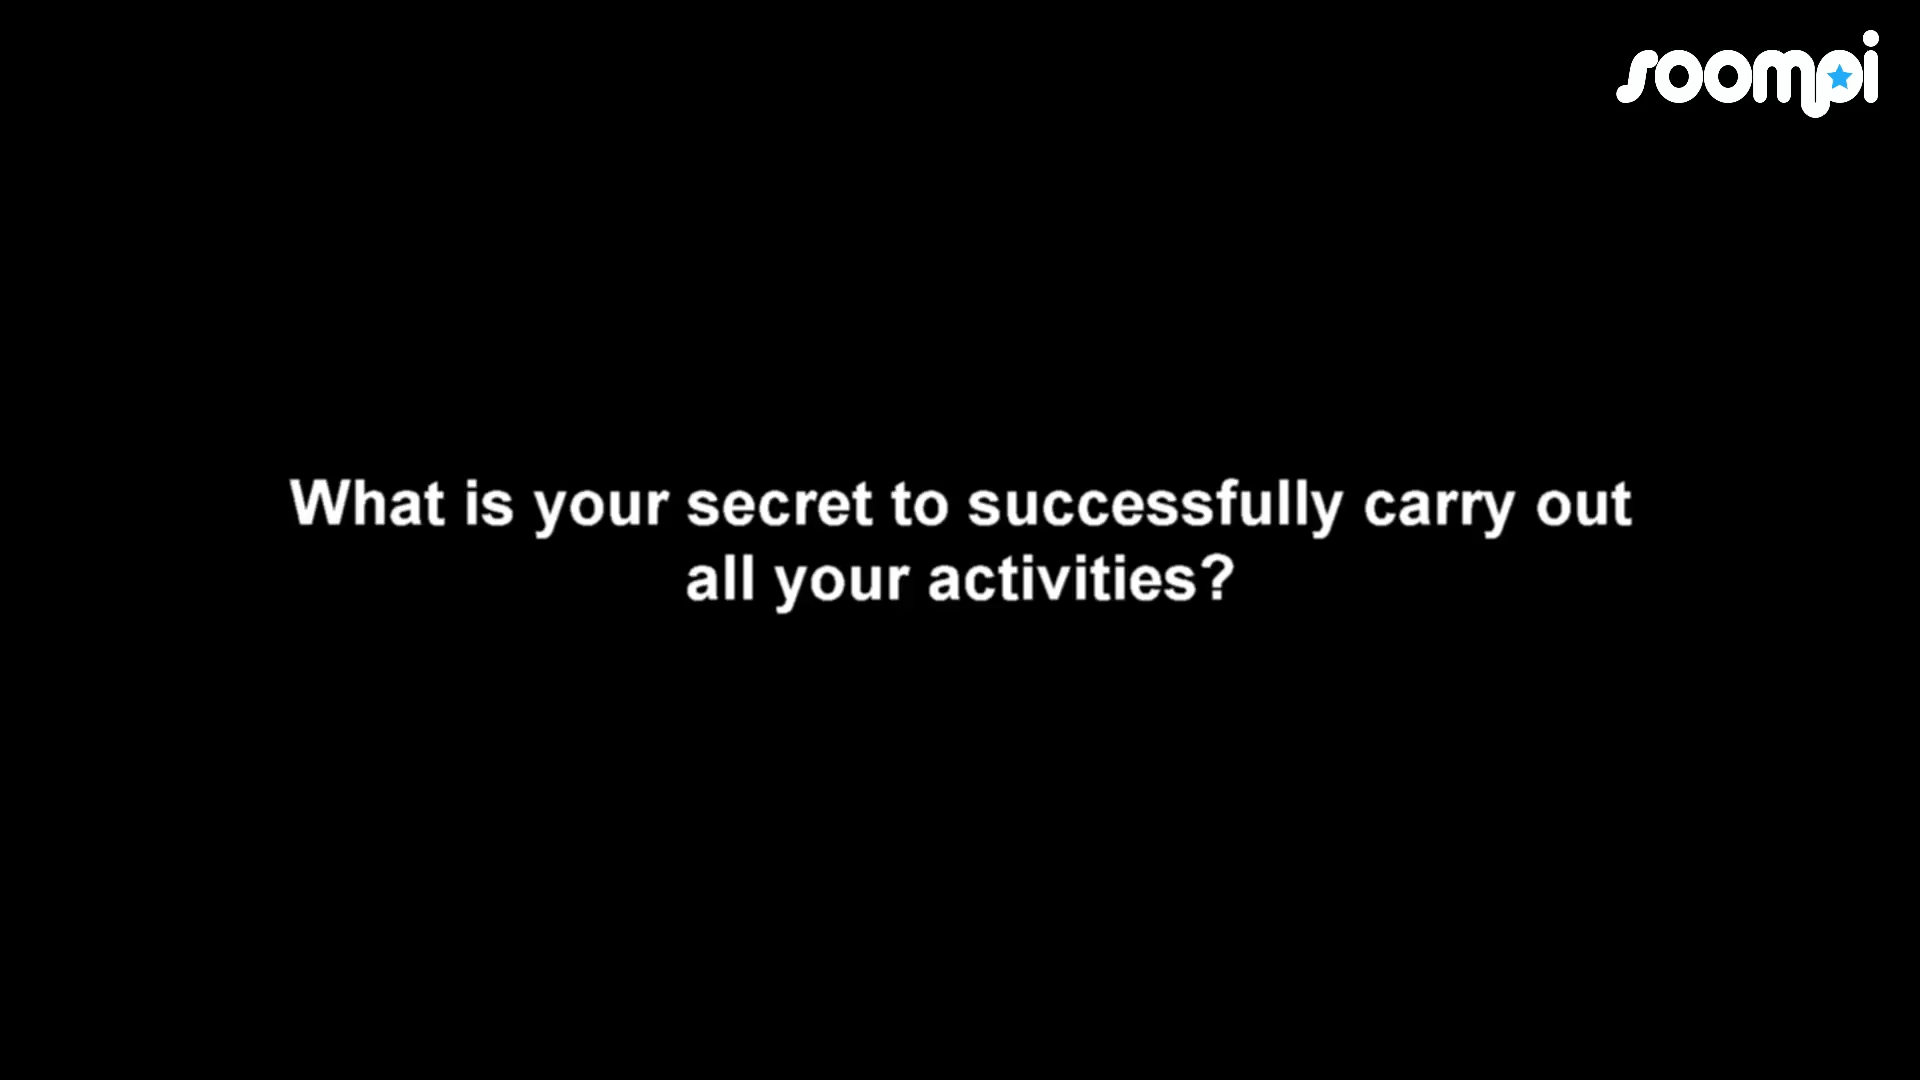 soompi
What is your secret to successfully carry out
all your activities?